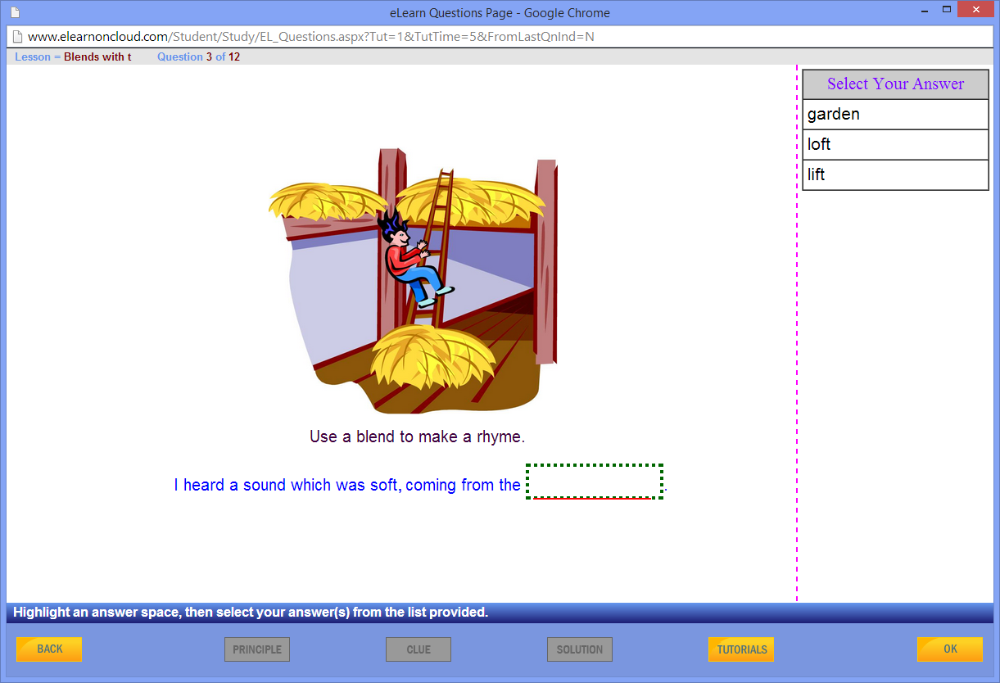 eLearn Questions Page - Google Chrome
www.elearnoncloud.com/Student/Study/EL_Questions.aspx?Tut=1&TutTime=5&FromLastQnInd=N
Lesson = Blends with t Question 3 of 12
Select Your Answer
garden
loft
lift
Use a blend to make a rhyme.
I heard a sound which was soft, coming from the .
Highlight an answer space, then select your answer(s) from the list provided.
BACK PRINCIPLE CLUE SOLUTION TUTORIALS OK